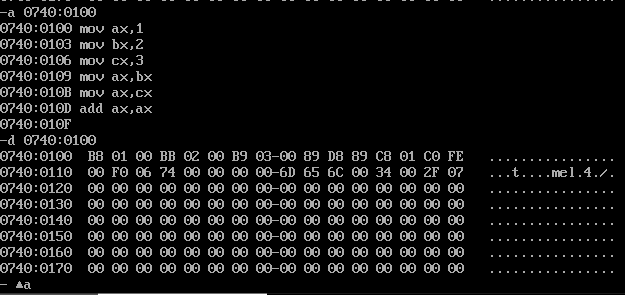 -a 0740:0100
0740:0100 mov ax,1
0740:0103 mov bx,2
0740:0106 mov cx,3
0740:0109 mov ax,bx
0740:010B mov ax,cx
0740:010D add ax,ax
0740:010F
-d 0740:0100
0740:0100  B8 01 00 BB 02 00 B9 03-00 89 D8 89 C8 01 C0 FE   ................
0740:0110  00 F0 06 74 00 00 00 00-6D 65 6C 00 34 00 2F 07   ...t....mel.4./.
0740:0120  00 00 00 00 00 00 00 00-00 00 00 00 00 00 00 00   ................
0740:0130  00 00 00 00 00 00 00 00-00 00 00 00 00 00 00 00   ................
0740:0140  00 00 00 00 00 00 00 00-00 00 00 00 00 00 00 00   ................
0740:0150  00 00 00 00 00 00 00 00-00 00 00 00 00 00 00 00   ................
0740:0160  00 00 00 00 00 00 00 00-00 00 00 00 00 00 00 00   ................
0740:0170  00 00 00 00 00 00 00 00-00 00 00 00 00 00 00 00   ................
- ▲a